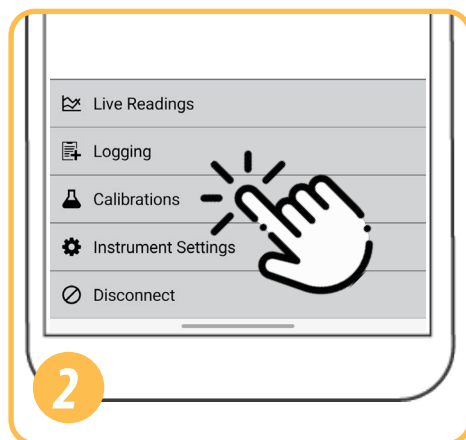 Live Readings
Logging
Calibrations
Instrument Settings
Disconnect
2